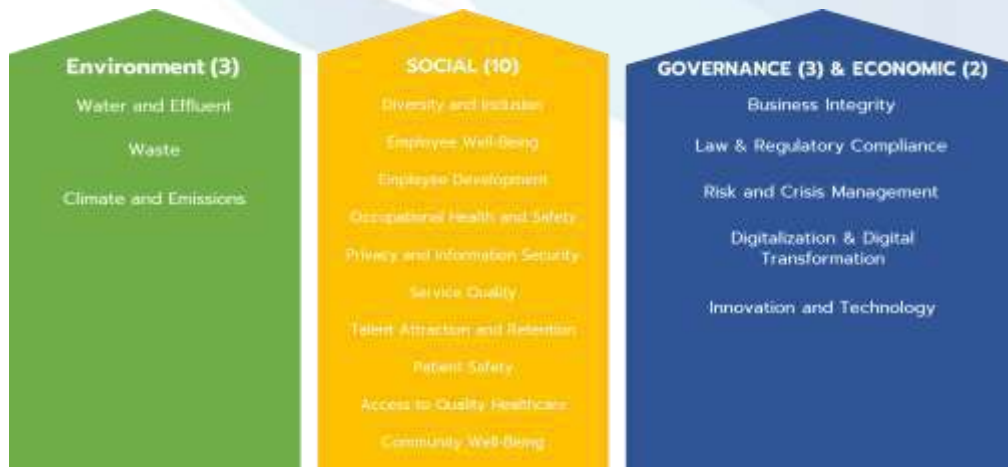 Environment (3)
Water and Effluent
Waste
Climate and Emissions
SOCIAL (10)
Diversity and Inclusion
Employee Well-Being
Employee Development
Occupational Health and Safety
Privacy and Information Security
Service Quality
Talent Attraction and Retention
Patient Safety
Access to Quality Healthcare
Community Well-Being
GOVERNANCE (3) & ECONOMIC (2)
Business Integrity
Law & Regulatory Compliance
Risk and Crisis Management
Digitalization & Digital
Transformation
Innovation and Technology